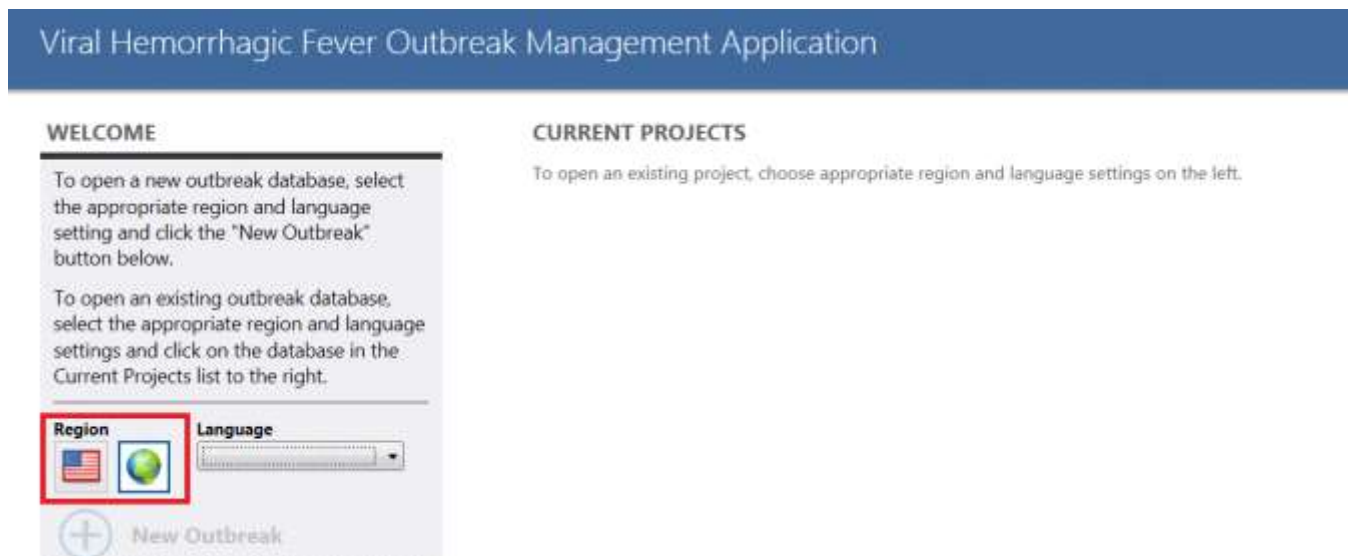 Viral Hemorrhagic Fever Outbreak Management Application
WELCOME
To open a new outbreak database, select
the appropriate region and language
setting and click the "New Outbreak"
button below.
To open an existing outbreak database,
select the appropriate region and language
settings and click on the database in the
Current Projects list to the right.
Region
Language
New Outbreak
CURRENT PROJECTS
To open an existing project, choose appropriate region and language settings on the left.